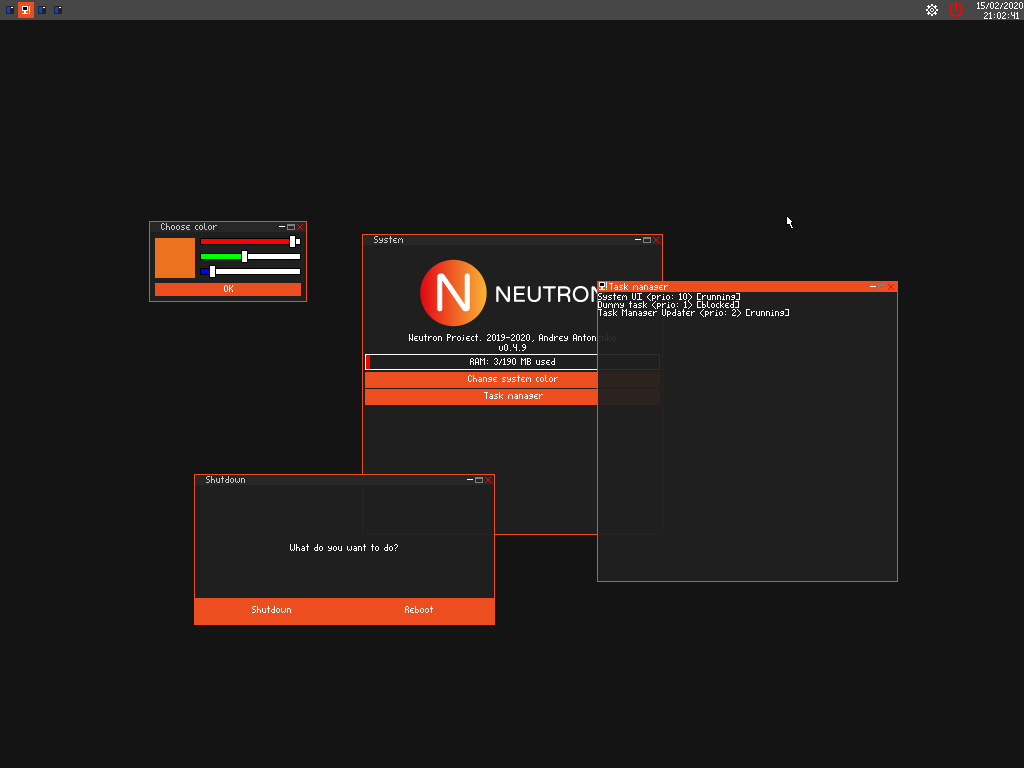 15/02/2020
21:02:41
Choose color
OK
System
N NEUTRON
Neutron Project. 2019-2020, Andrey Antonenko
v0.4.9
RAM: 3/190 MB used
Change system color
Task manager
Task manager
System UI <prio: 10> [running]
Dummy task <prio: 1> [blocked]
Task Manager Updater <prio: 2> [running]
Shutdown
What do you want to do?
Shutdown
Reboot